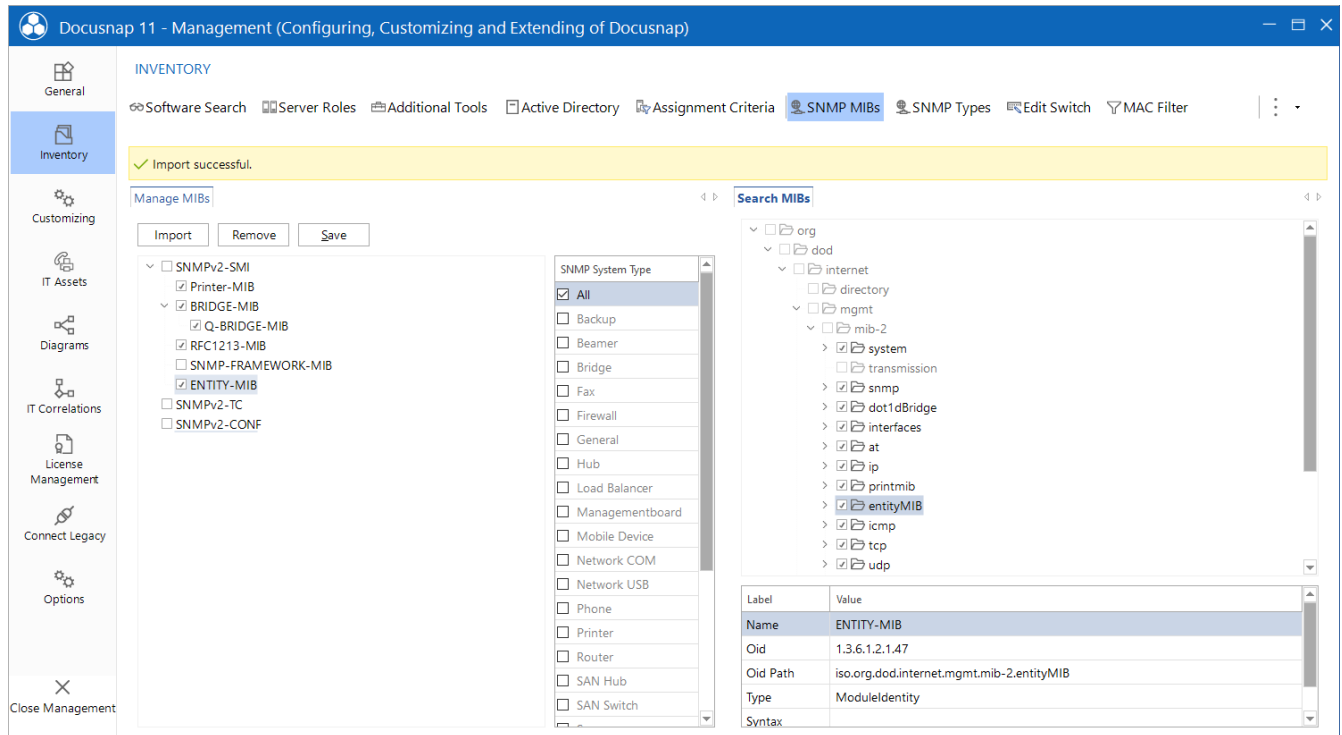 Docusnap 11 - Management (Configuring, Customizing and Extending of Docusnap)
General
Inventory
Customizing
IT Assets
Diagrams
IT Correlations
License
Management
Connect Legacy
Options
Close Management
INVENTORY
Software Search Server Roles Additional Tools Active Directory Assignment Criteria SNMP MIBs SNMP Types Edit Switch MAC Filter
Import successful.
Manage MIBs
Import Remove Save
SNMPv2-SMI
Printer-MIB
BRIDGE-MIB
Q-BRIDGE-MIB
RFC1213-MIB
SNMP-FRAMEWORK-MIB
ENTITY-MIB
SNMPv2-TC
SNMPv2-CONF
SNMP System Type
All
Backup
Beamer
Bridge
Fax
Firewall
General
Hub
Load Balancer
Managementboard
Mobile Device
Network COM
Network USB
Phone
Printer
Router
SAN Hub
SAN Switch
Search MIBs
org
dod
internet
directory
mgmt
mib-2
system
transmission
snmp
dot1dBridge
interfaces
at
ip
printmib
entityMIB
icmp
tcp
udp
Label Value
Name ENTITY-MIB
Oid 1.3.6.1.2.1.47
Oid Path iso.org.dod.internet.mgmt.mib-2.entityMIB
Type ModuleIdentity
Syntax